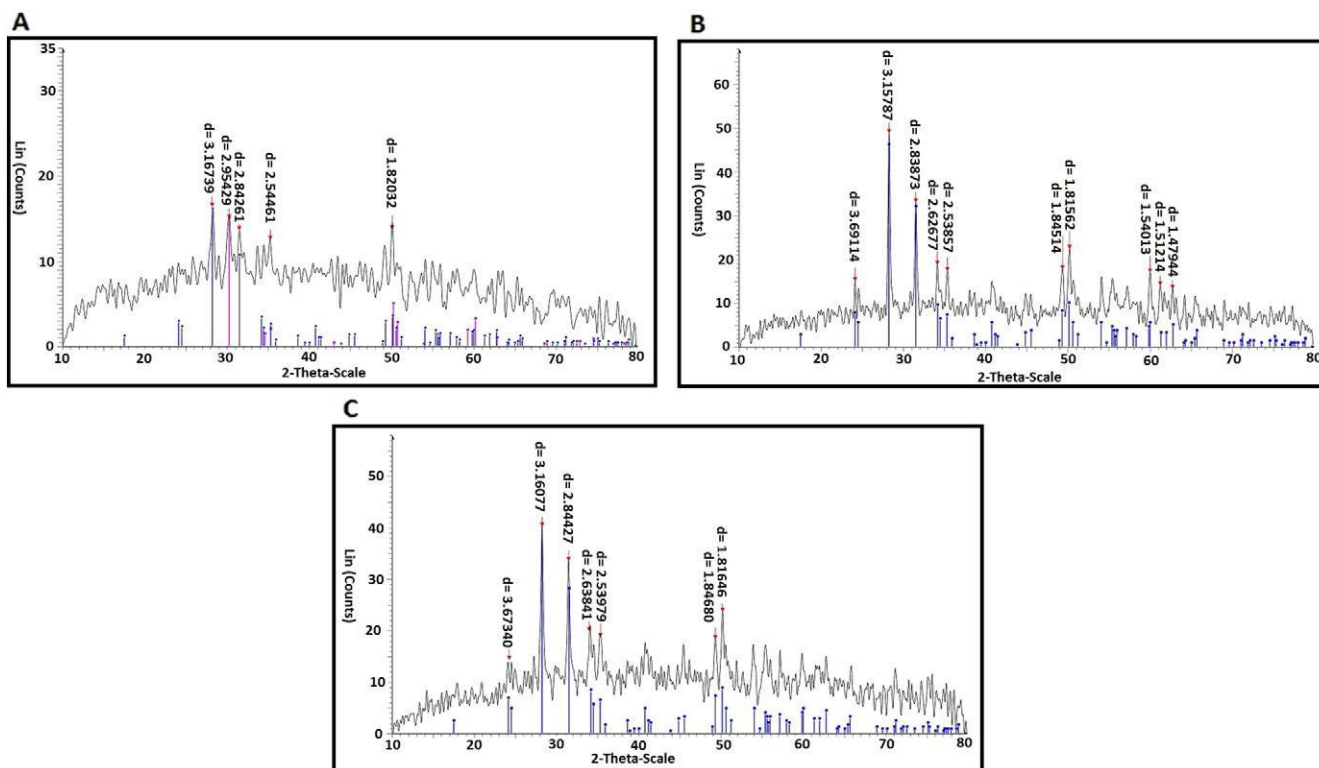 A
35
30
20
10
0
Lin (Counts)
d= 3.16739
d= 2.95429
d= 2.84261
d= 2.54461
d= 1.82032
10 20 30 40 50 60 70 80
2-Theta-Scale
B
60
50
40
30
20
10
0
Lin (Counts)
d= 3.69114
d= 3.15787
d= 2.83873
d= 2.62677
d= 2.53857
d= 1.84514
d= 1.81562
d= 1.54013
d= 1.51214
d= 1.47944
10 20 30 40 50 60 70 80
2-Theta-Scale
C
50
40
30
20
10
0
Lin (Counts)
d= 3.67340
d= 3.16077
d= 2.84427
d= 2.63841
d= 2.53979
d= 1.84680
d= 1.81646
10 20 30 40 50 60 70 80
2-Theta-Scale